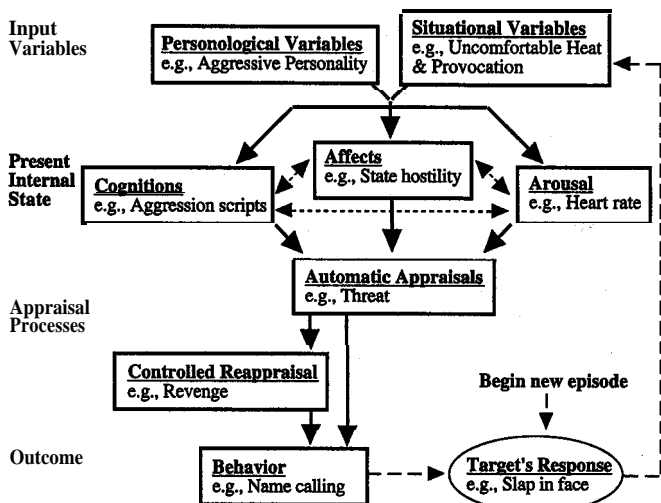 Input
Variables
Personological Variables
e.g., Aggressive Personality
Situational Variables
e.g., Uncomfortable Heat
& Provocation
Present
Internal
State
Cognitions
e.g., Aggression scripts
Affects
e.g., State hostility
Arousal
e.g., Heart rate
Automatic Appraisals
e.g., Threat
Appraisal
Processes
Controlled Reappraisal
e.g., Revenge
Begin new episode
Outcome
Behavior
e.g., Name calling
Target's Response
e.g., Slap in face